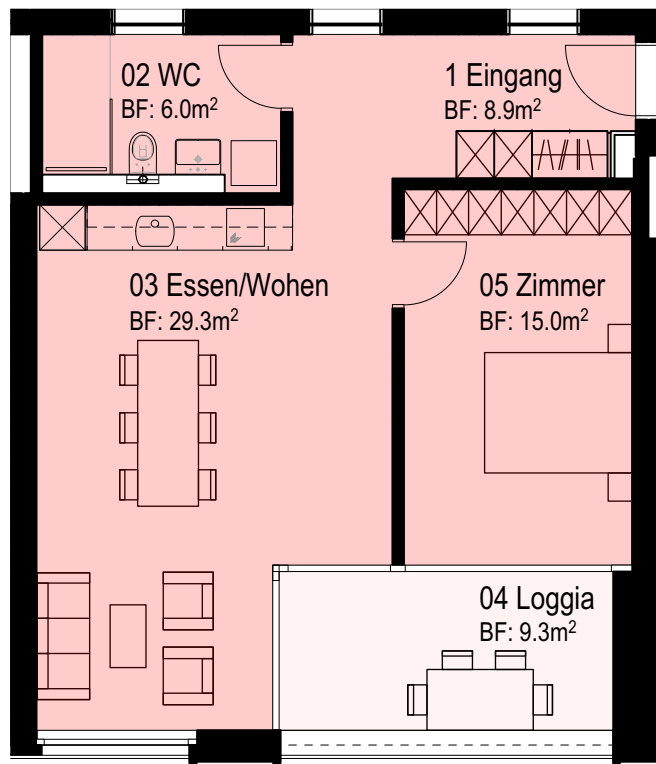 02 WC
BF: 6.0m²
1 Eingang
BF: 8.9m²
03 Essen/Wohen
BF: 29.3m²
05 Zimmer
BF: 15.0m²
04 Loggia
BF: 9.3m²